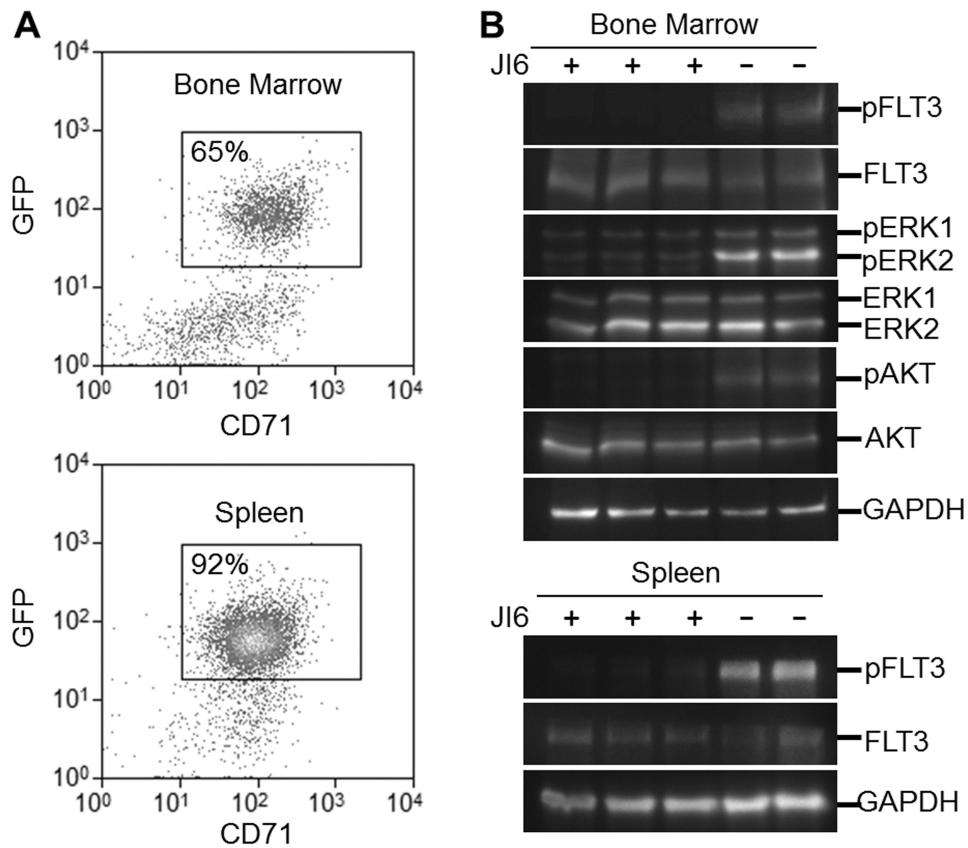 A
10⁴
Bone Marrow
10³
65%
GFP
10²
10¹
10⁰
10⁰ 10¹ 10² 10³ 10⁴
CD71
10⁴
Spleen
10³
92%
GFP
10²
10¹
10⁰
10⁰ 10¹ 10² 10³ 10⁴
CD71
B
Bone Marrow
JI6 + + + − −
pFLT3
FLT3
pERK1
pERK2
ERK1
ERK2
pAKT
AKT
GAPDH
Spleen
JI6 + + + − −
pFLT3
FLT3
GAPDH